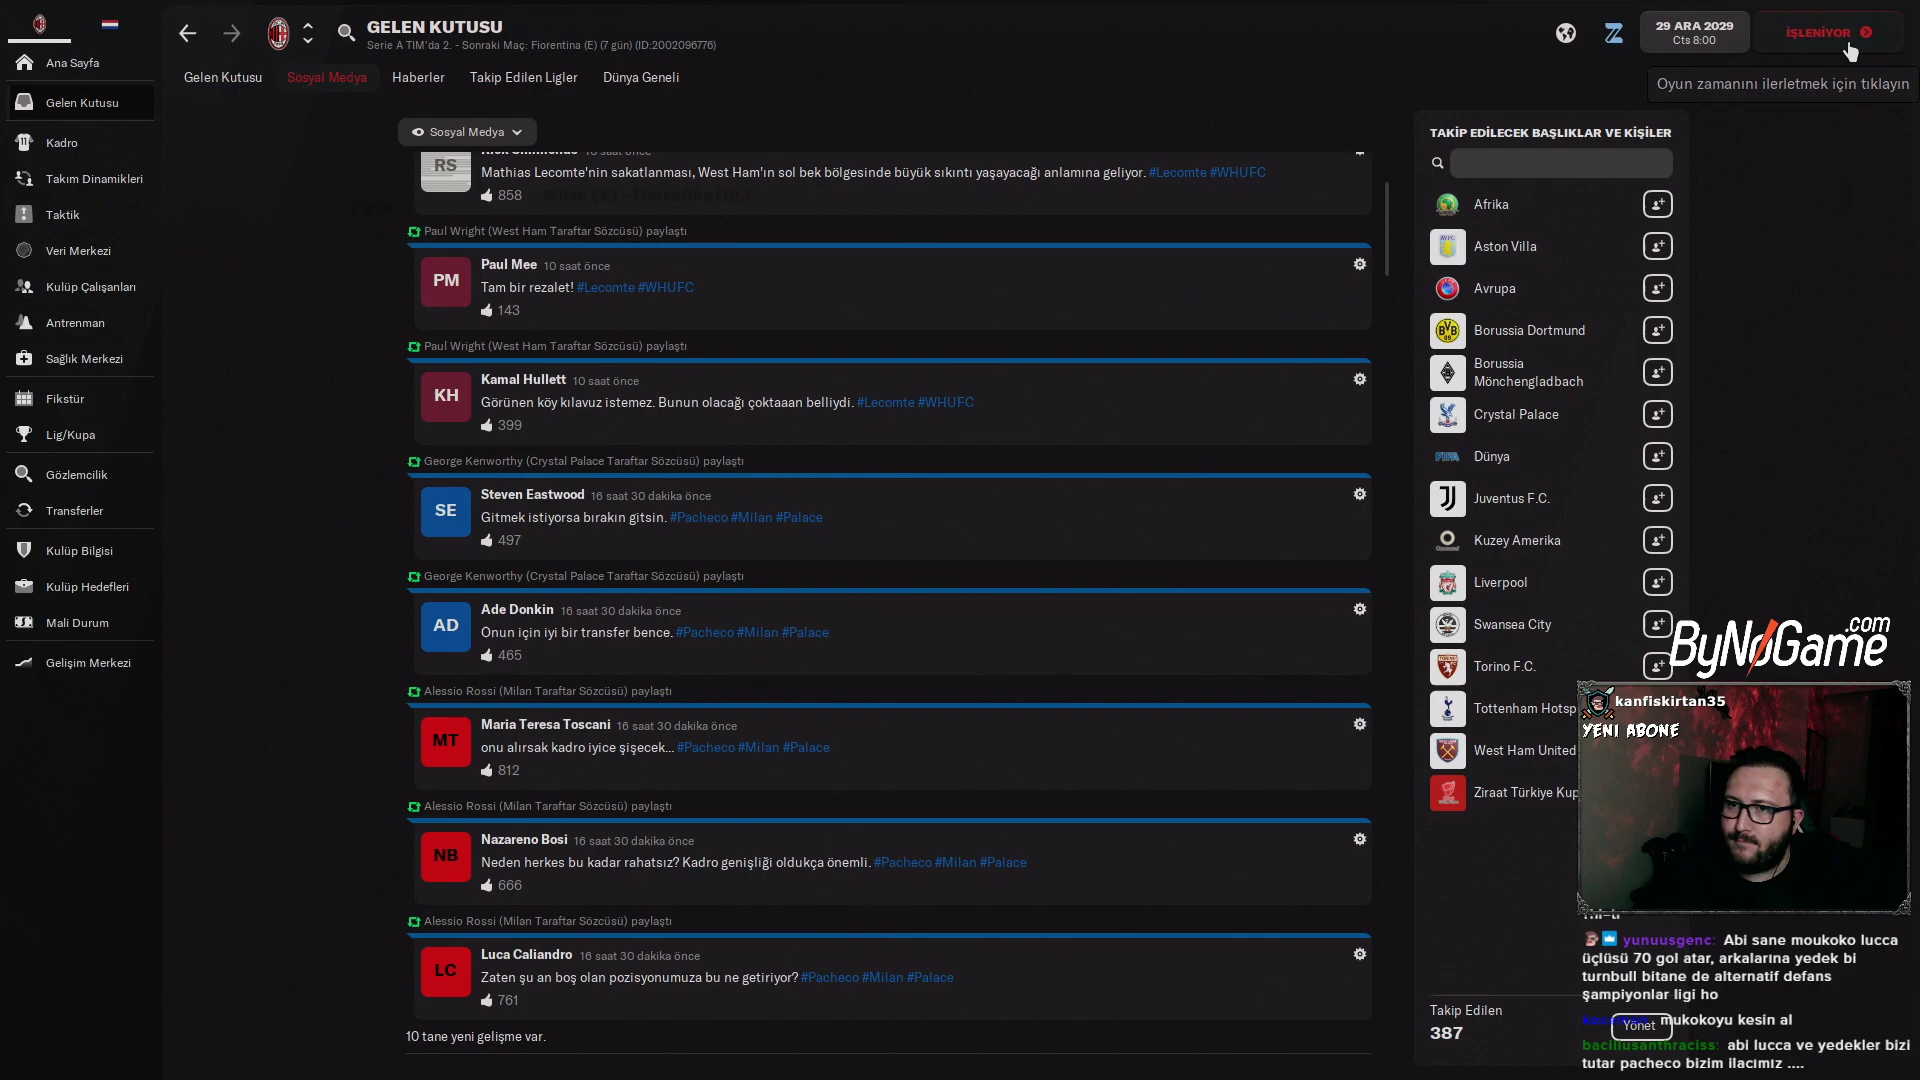 GELEN KUTUSU
Serie A TIM'da 2. - Sonraki Maç: Fiorentina (E) (7 gün) (ID:2002096776)
29 ARA 2029
Cts 8:00
İŞLENİYOR
Oyun zamanını ilerletmek için tıklayın
Ana Sayfa
Gelen Kutusu
Kadro
Takım Dinamikleri
Taktik
Veri Merkezi
Kulüp Çalışanları
Antrenman
Sağlık Merkezi
Fikstür
Lig/Kupa
Gözlemcilik
Transferler
Kulüp Bilgisi
Kulüp Hedefleri
Mali Durum
Gelişim Merkezi
Gelen Kutusu
Sosyal Medya
Haberler
Takip Edilen Ligler
Dünya Geneli
Sosyal Medya
RS
Mathias Lecomte'nin sakatlanması, West Ham'ın sol bek bölgesinde büyük sıkıntı yaşayacağı anlamına geliyor. #Lecomte #WHUFC
858
Paul Wright (West Ham Taraftar Sözcüsü) paylaştı
PM
Paul Mee 10 saat önce
Tam bir rezalet! #Lecomte #WHUFC
143
Paul Wright (West Ham Taraftar Sözcüsü) paylaştı
KH
Kamal Hullett 10 saat önce
Görünen köy kılavuz istemez. Bunun olacağı çoktaaan belliydi. #Lecomte #WHUFC
399
George Kenworthy (Crystal Palace Taraftar Sözcüsü) paylaştı
SE
Steven Eastwood 16 saat 30 dakika önce
Gitmek istiyorsa bırakın gitsin. #Pacheco #Milan #Palace
497
George Kenworthy (Crystal Palace Taraftar Sözcüsü) paylaştı
AD
Ade Donkin 16 saat 30 dakika önce
Onun için iyi bir transfer bence. #Pacheco #Milan #Palace
465
Alessio Rossi (Milan Taraftar Sözcüsü) paylaştı
MT
Maria Teresa Toscani 16 saat 30 dakika önce
onu alırsak kadro iyice şişecek... #Pacheco #Milan #Palace
812
Alessio Rossi (Milan Taraftar Sözcüsü) paylaştı
NB
Nazareno Bosi 16 saat 30 dakika önce
Neden herkes bu kadar rahatsız? Kadro genişliği oldukça önemli. #Pacheco #Milan #Palace
666
Alessio Rossi (Milan Taraftar Sözcüsü) paylaştı
LC
Luca Caliandro 16 saat 30 dakika önce
Zaten şu an boş olan pozisyonumuza bu ne getiriyor? #Pacheco #Milan #Palace
761
10 tane yeni gelişme var.
TAKİP EDİLECEK BAŞLIKLAR VE KİŞİLER
Afrika
Aston Villa
Avrupa
Borussia Dortmund
Borussia
Mönchengladbach
Crystal Palace
FIFA
Dünya
Juventus F.C.
Kuzey Amerika
Liverpool
Swansea City
Torino F.C.
Tottenham Hotsp
West Ham United
Ziraat Türkiye Kup
Takip Edilen
387
Yönet
ByNoGame.com
kanfiskirtan35
YENI ABONE
yunuusgenc: Abi sane moukoko lucca
üçlüsü 70 gol atar, arkalarına yedek bi
turnbull bitane de alternatif defans
şampiyonlar ligi ho
mukokoyu kesin al
baciliusanthraciss: abi lucca ve yedekler bizi
tutar pacheco bizim ilacımız ....